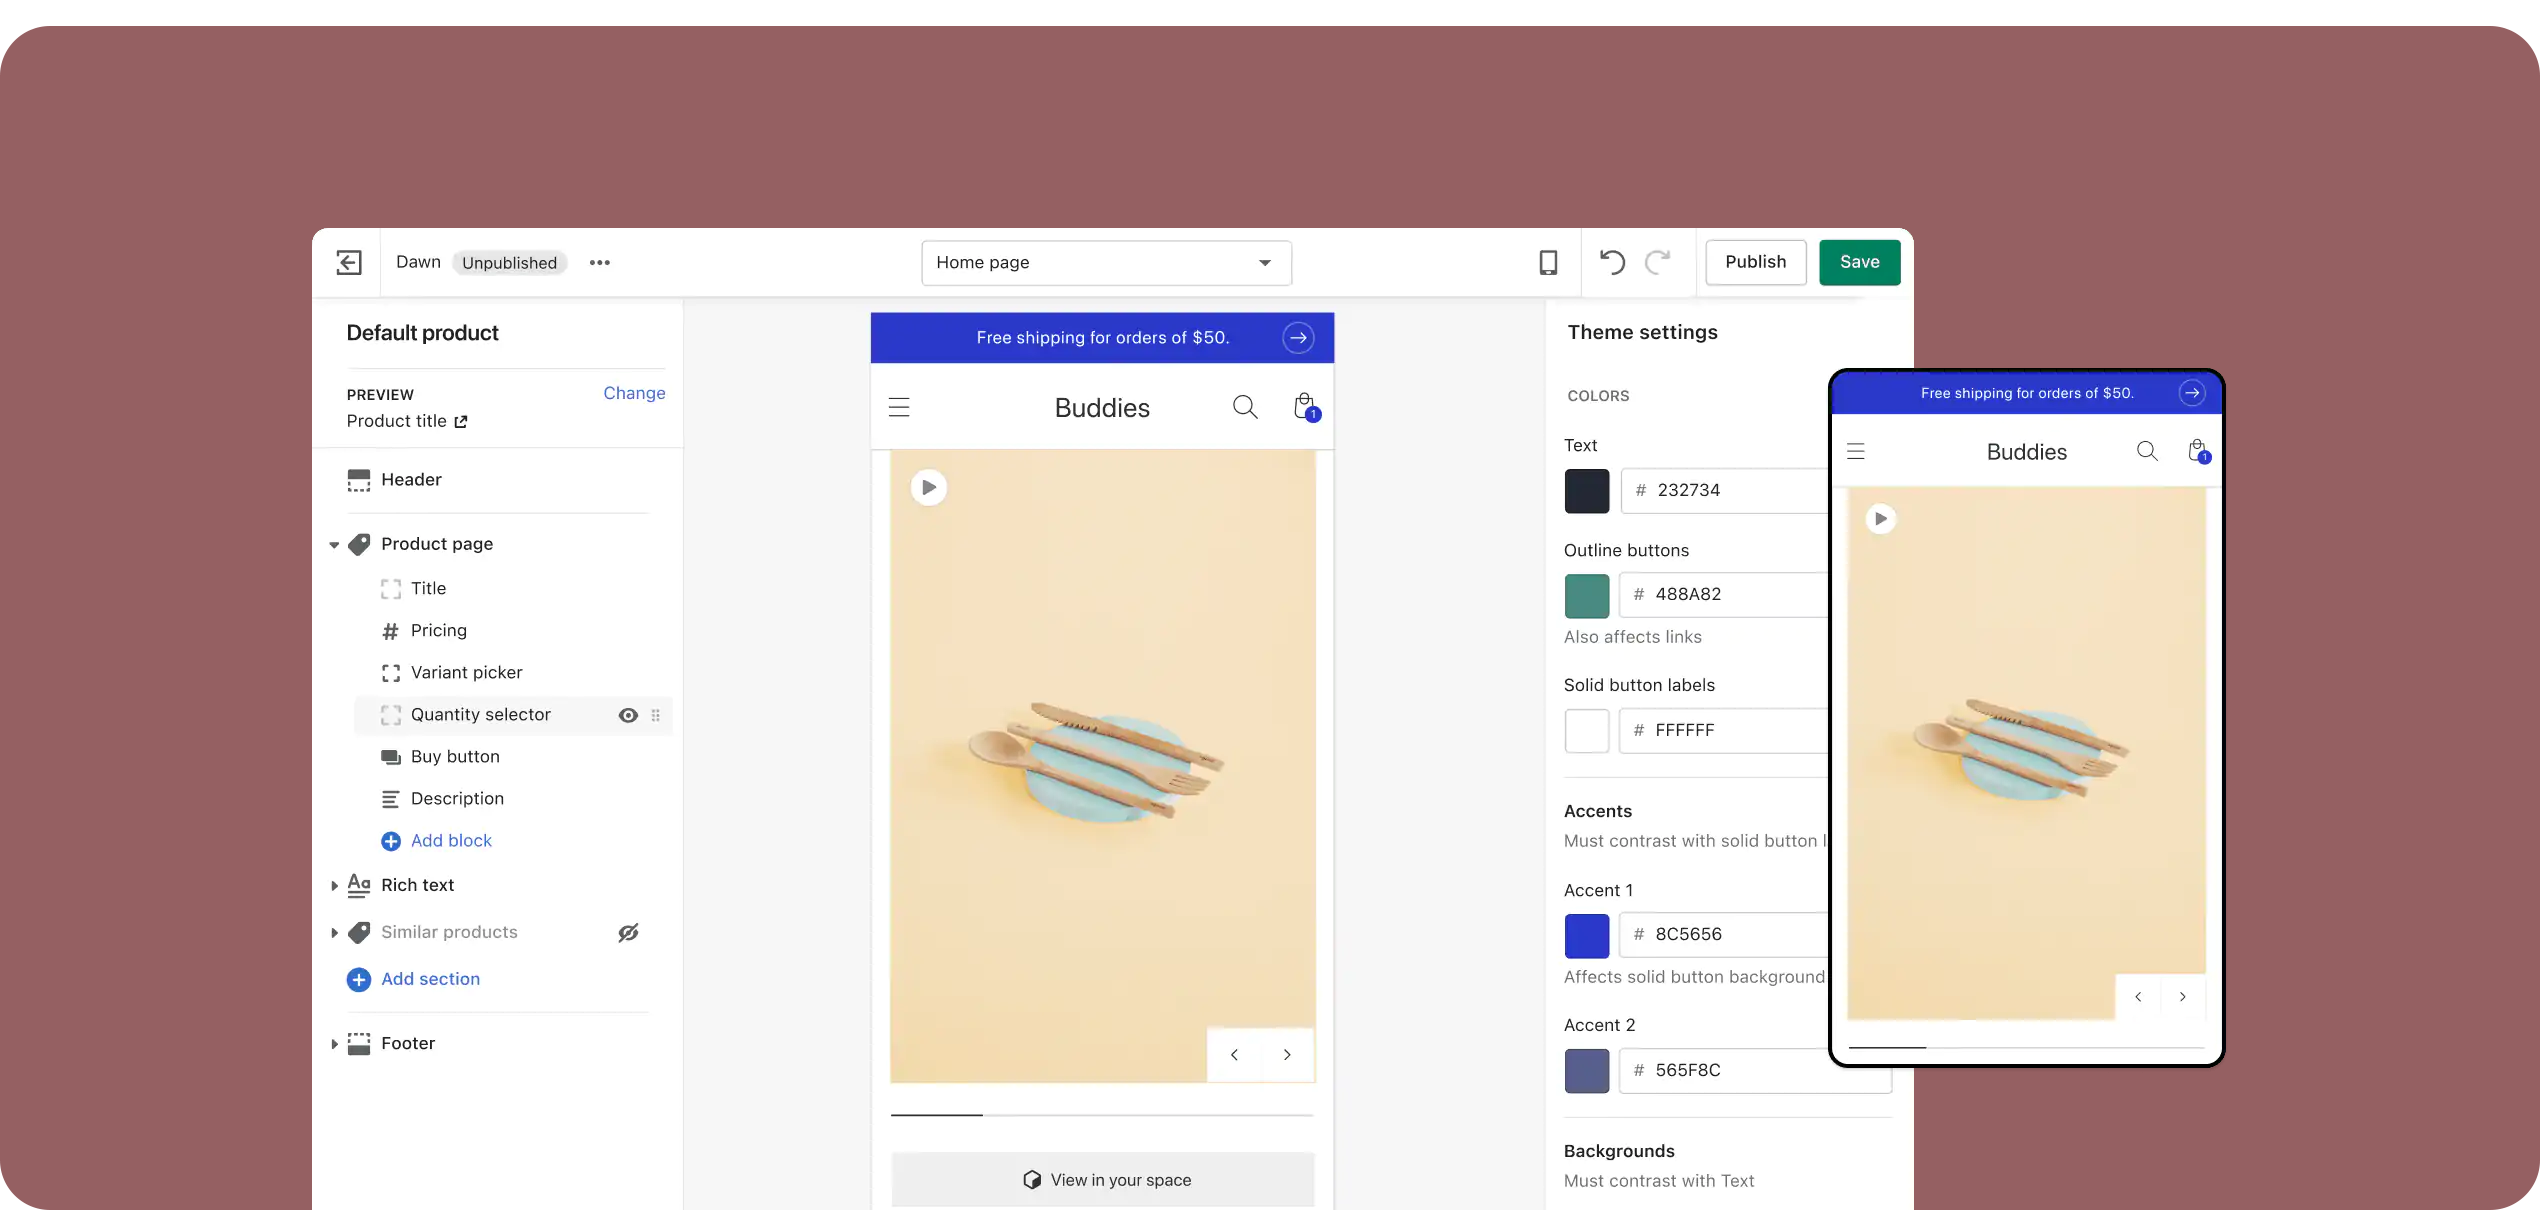 Dawn Unpublished
Home page
Publish Save
Default product
PREVIEW Change
Product title
Header
Product page
Title
Pricing
Variant picker
Quantity selector
Buy button
Description
Add block
Rich text
Similar products
Add section
Footer
Free shipping for orders of $50.
Buddies
1
View in your space
Theme settings
COLORS
Text
# 232734
Outline buttons
# 488A82
Also affects links
Solid button labels
# FFFFFF
Accents
Must contrast with solid button
Accent 1
# 8C5656
Affects solid button background
Accent 2
# 565F8C
Backgrounds
Must contrast with Text
Free shipping for orders of $50.
Buddies
1